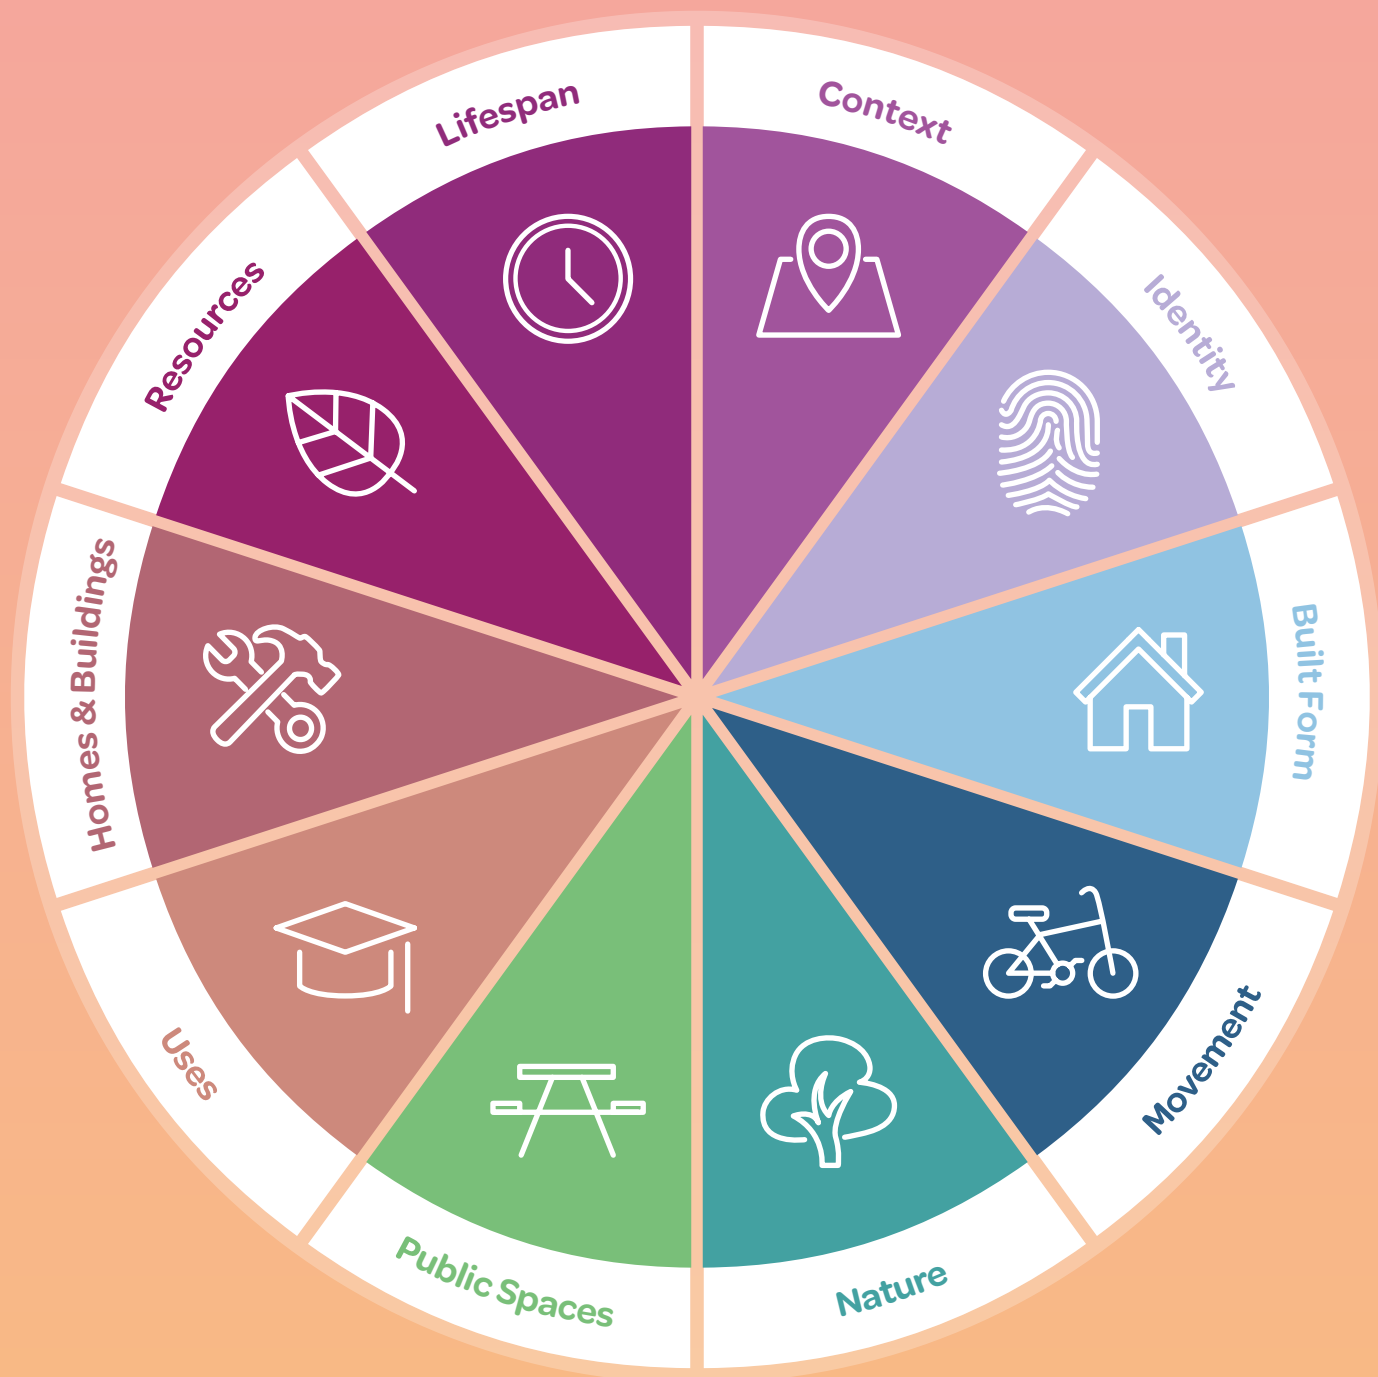 Context
Identity
Built Form
Movement
Nature
Public Spaces
Uses
Homes & Buildings
Resources
Lifespan